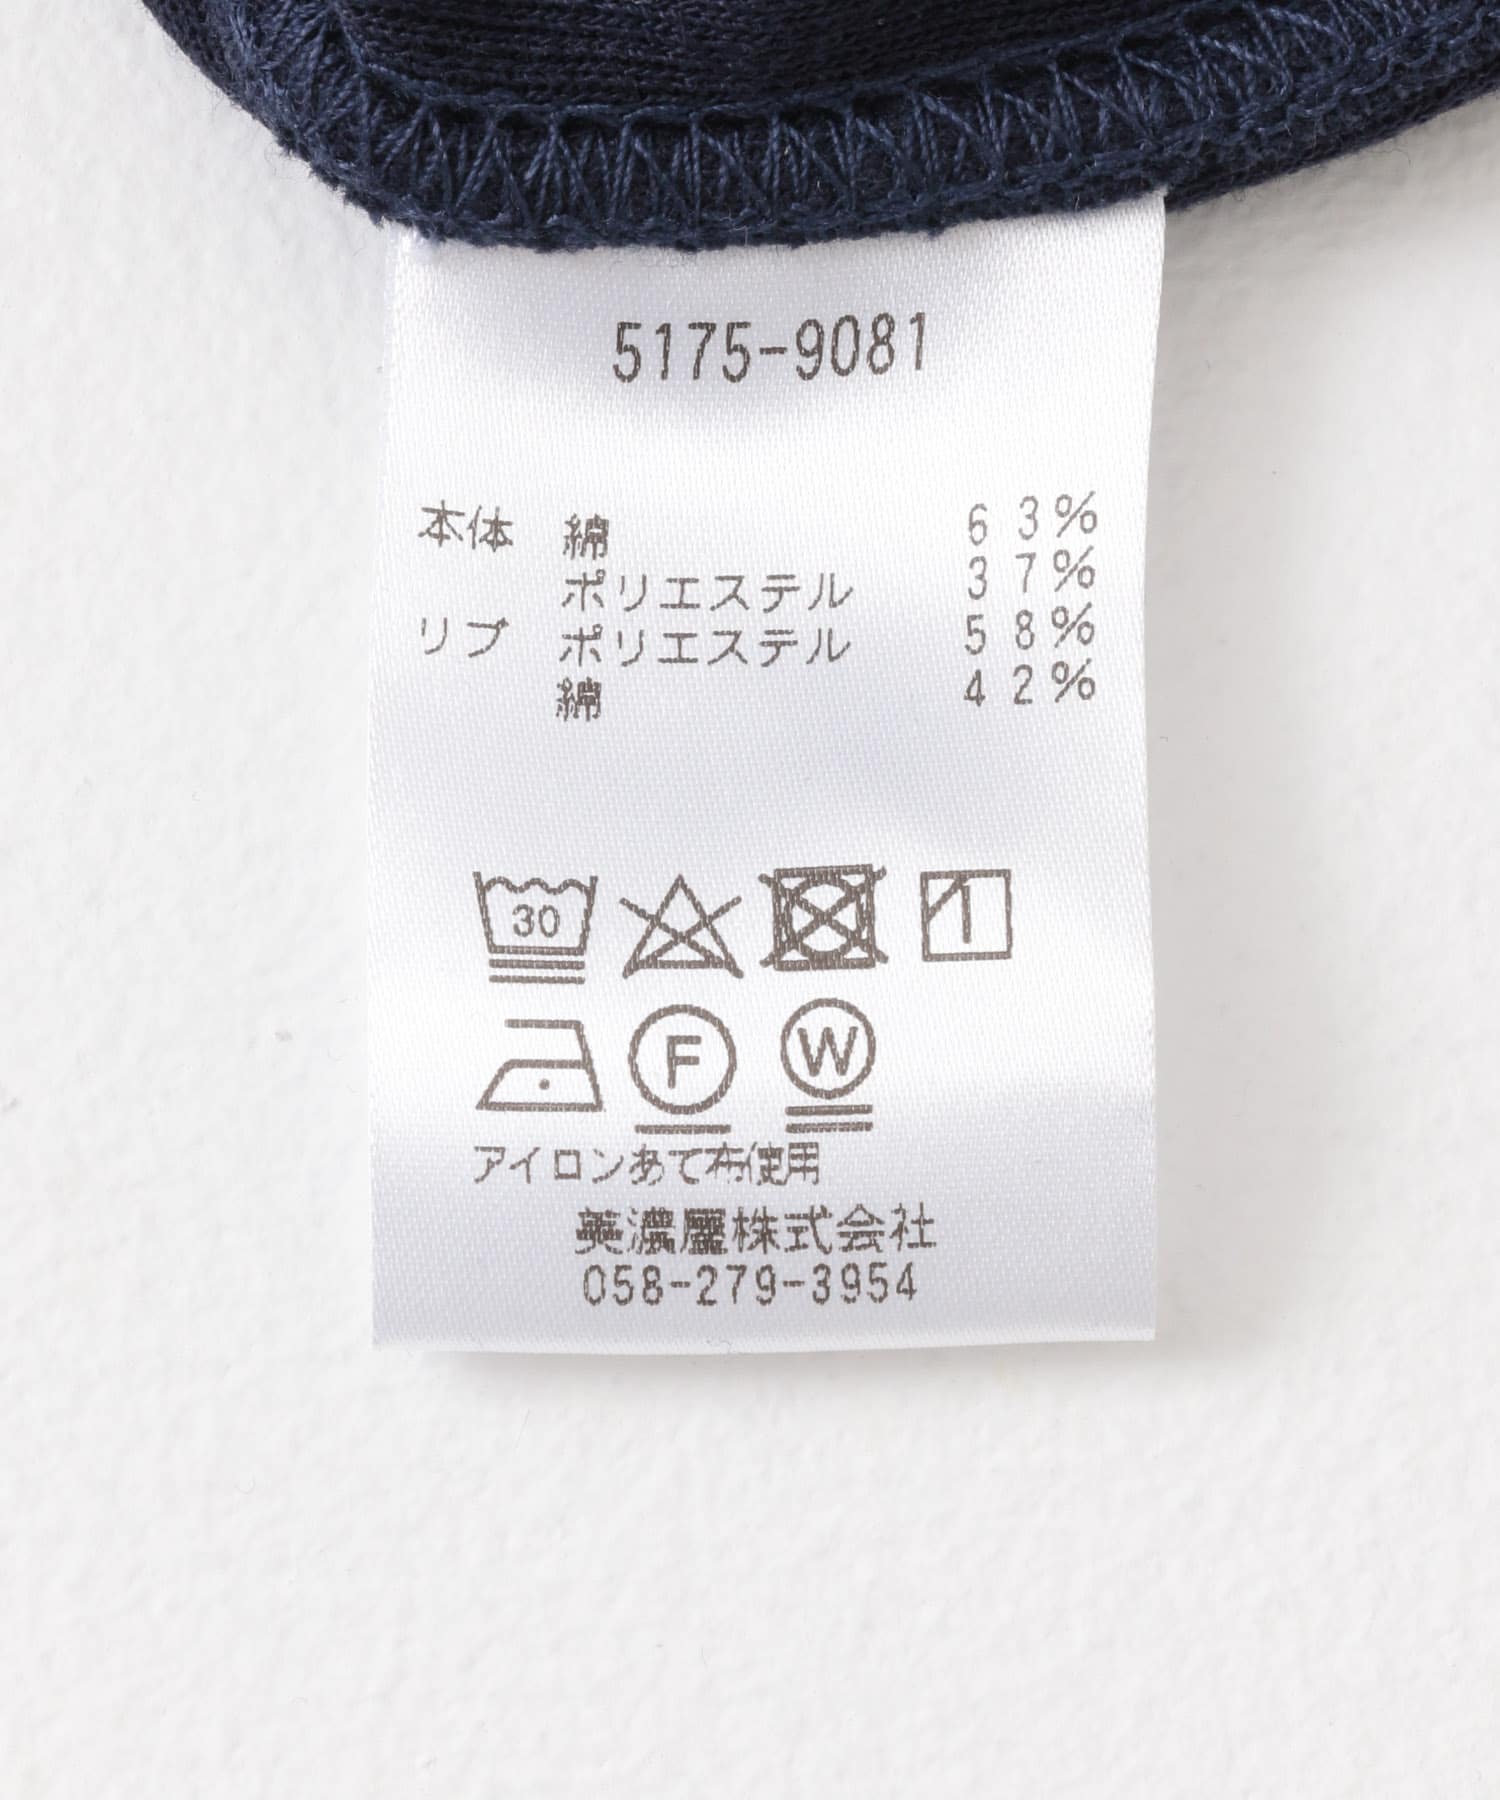 5175-9081
本体 綿 63%
ポリエステル 37%
リブ ポリエステル 58%
綿 42%
30
F W
アイロンあて布使用
美濃屋株式会社
058-279-3954